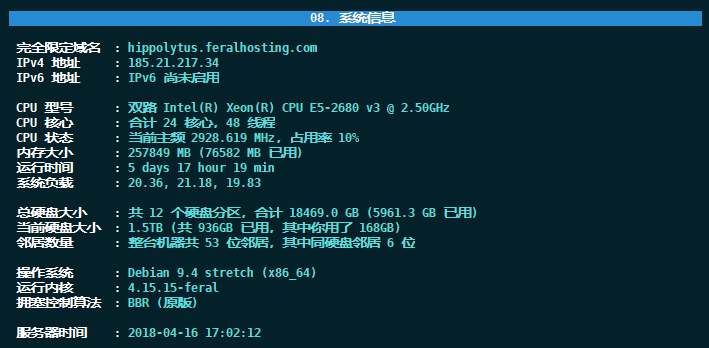 08. 系统信息
完全限定域名 : hippolytus.feralhosting.com
IPv4 地址 : 185.21.217.34
IPv6 地址 : IPv6 尚未启用
CPU 型号 : 双路 Intel(R) Xeon(R) CPU E5-2680 v3 @ 2.50GHz
CPU 核心 : 合计 24 核心, 48 线程
CPU 状态 : 当前主频 2928.619 MHz, 占用率 10%
内存大小 : 257849 MB (76582 MB 已用)
运行时间 : 5 days 17 hour 19 min
系统负载 : 20.36, 21.18, 19.83
总硬盘大小 : 共 12 个硬盘分区, 合计 18469.0 GB (5961.3 GB 已用)
当前硬盘大小 : 1.5TB (共 936GB 已用, 其中你用了 168GB)
邻居数量 : 整台机器共 53 位邻居, 其中同硬盘邻居 6 位
操作系统 : Debian 9.4 stretch (x86_64)
运行内核 : 4.15.15-feral
拥塞控制算法 : BBR (原版)
服务器时间 : 2018-04-16 17:02:12